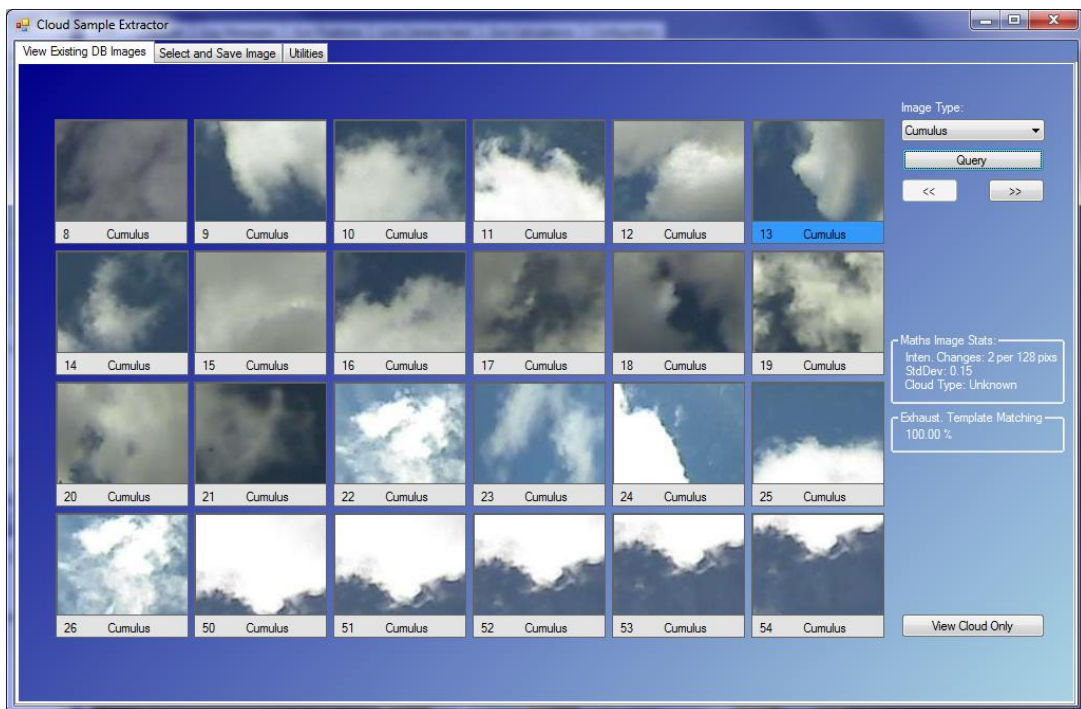 Cloud Sample Extractor
View Existing DB Images Select and Save Image Utilities
Image Type:
Cumulus
Query
<< >>
8 Cumulus 9 Cumulus 10 Cumulus 11 Cumulus 12 Cumulus 13 Cumulus
14 Cumulus 15 Cumulus 16 Cumulus 17 Cumulus 18 Cumulus 19 Cumulus
Maths Image Stats:
Inten. Changes: 2 per 128 pixs
StdDev: 0.15
Cloud Type: Unknown
Exhaust. Template Matching
100.00 %
20 Cumulus 21 Cumulus 22 Cumulus 23 Cumulus 24 Cumulus 25 Cumulus
26 Cumulus 50 Cumulus 51 Cumulus 52 Cumulus 53 Cumulus 54 Cumulus
View Cloud Only